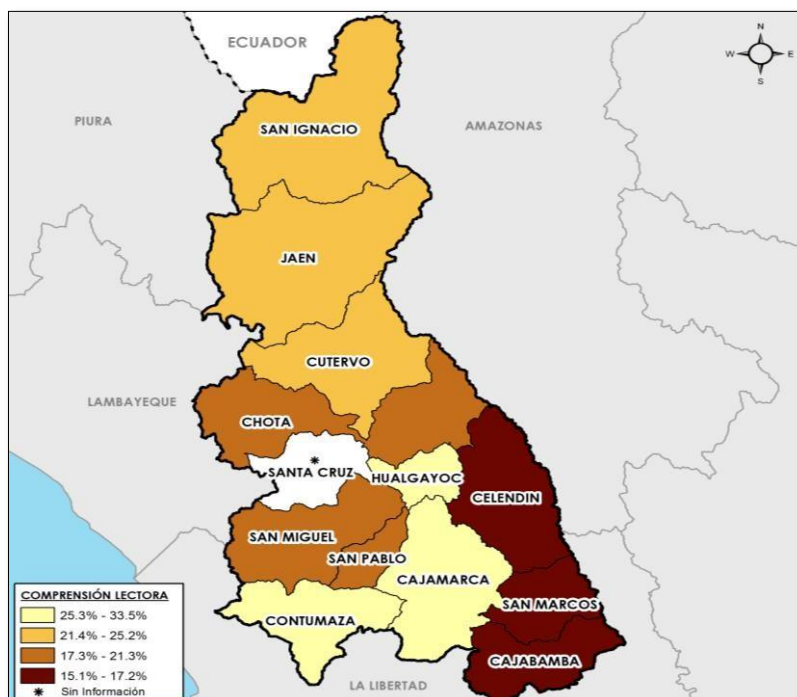 ECUADOR
N
W E
S
PIURA
AMAZONAS
SAN IGNACIO
JAEN
CUTERVO
LAMBAYEQUE
CHOTA
SANTA CRUZ
HUALGAYOC
CELENDIN
SAN MIGUEL
SAN PABLO
CAJAMARCA
CONTUMAZA
SAN MARCOS
CAJABAMBA
LA LIBERTAD
COMPRENSIÓN LECTORA
25.3% - 33.5%
21.4% - 25.2%
17.3% - 21.3%
15.1% - 17.2%
* Sin Información